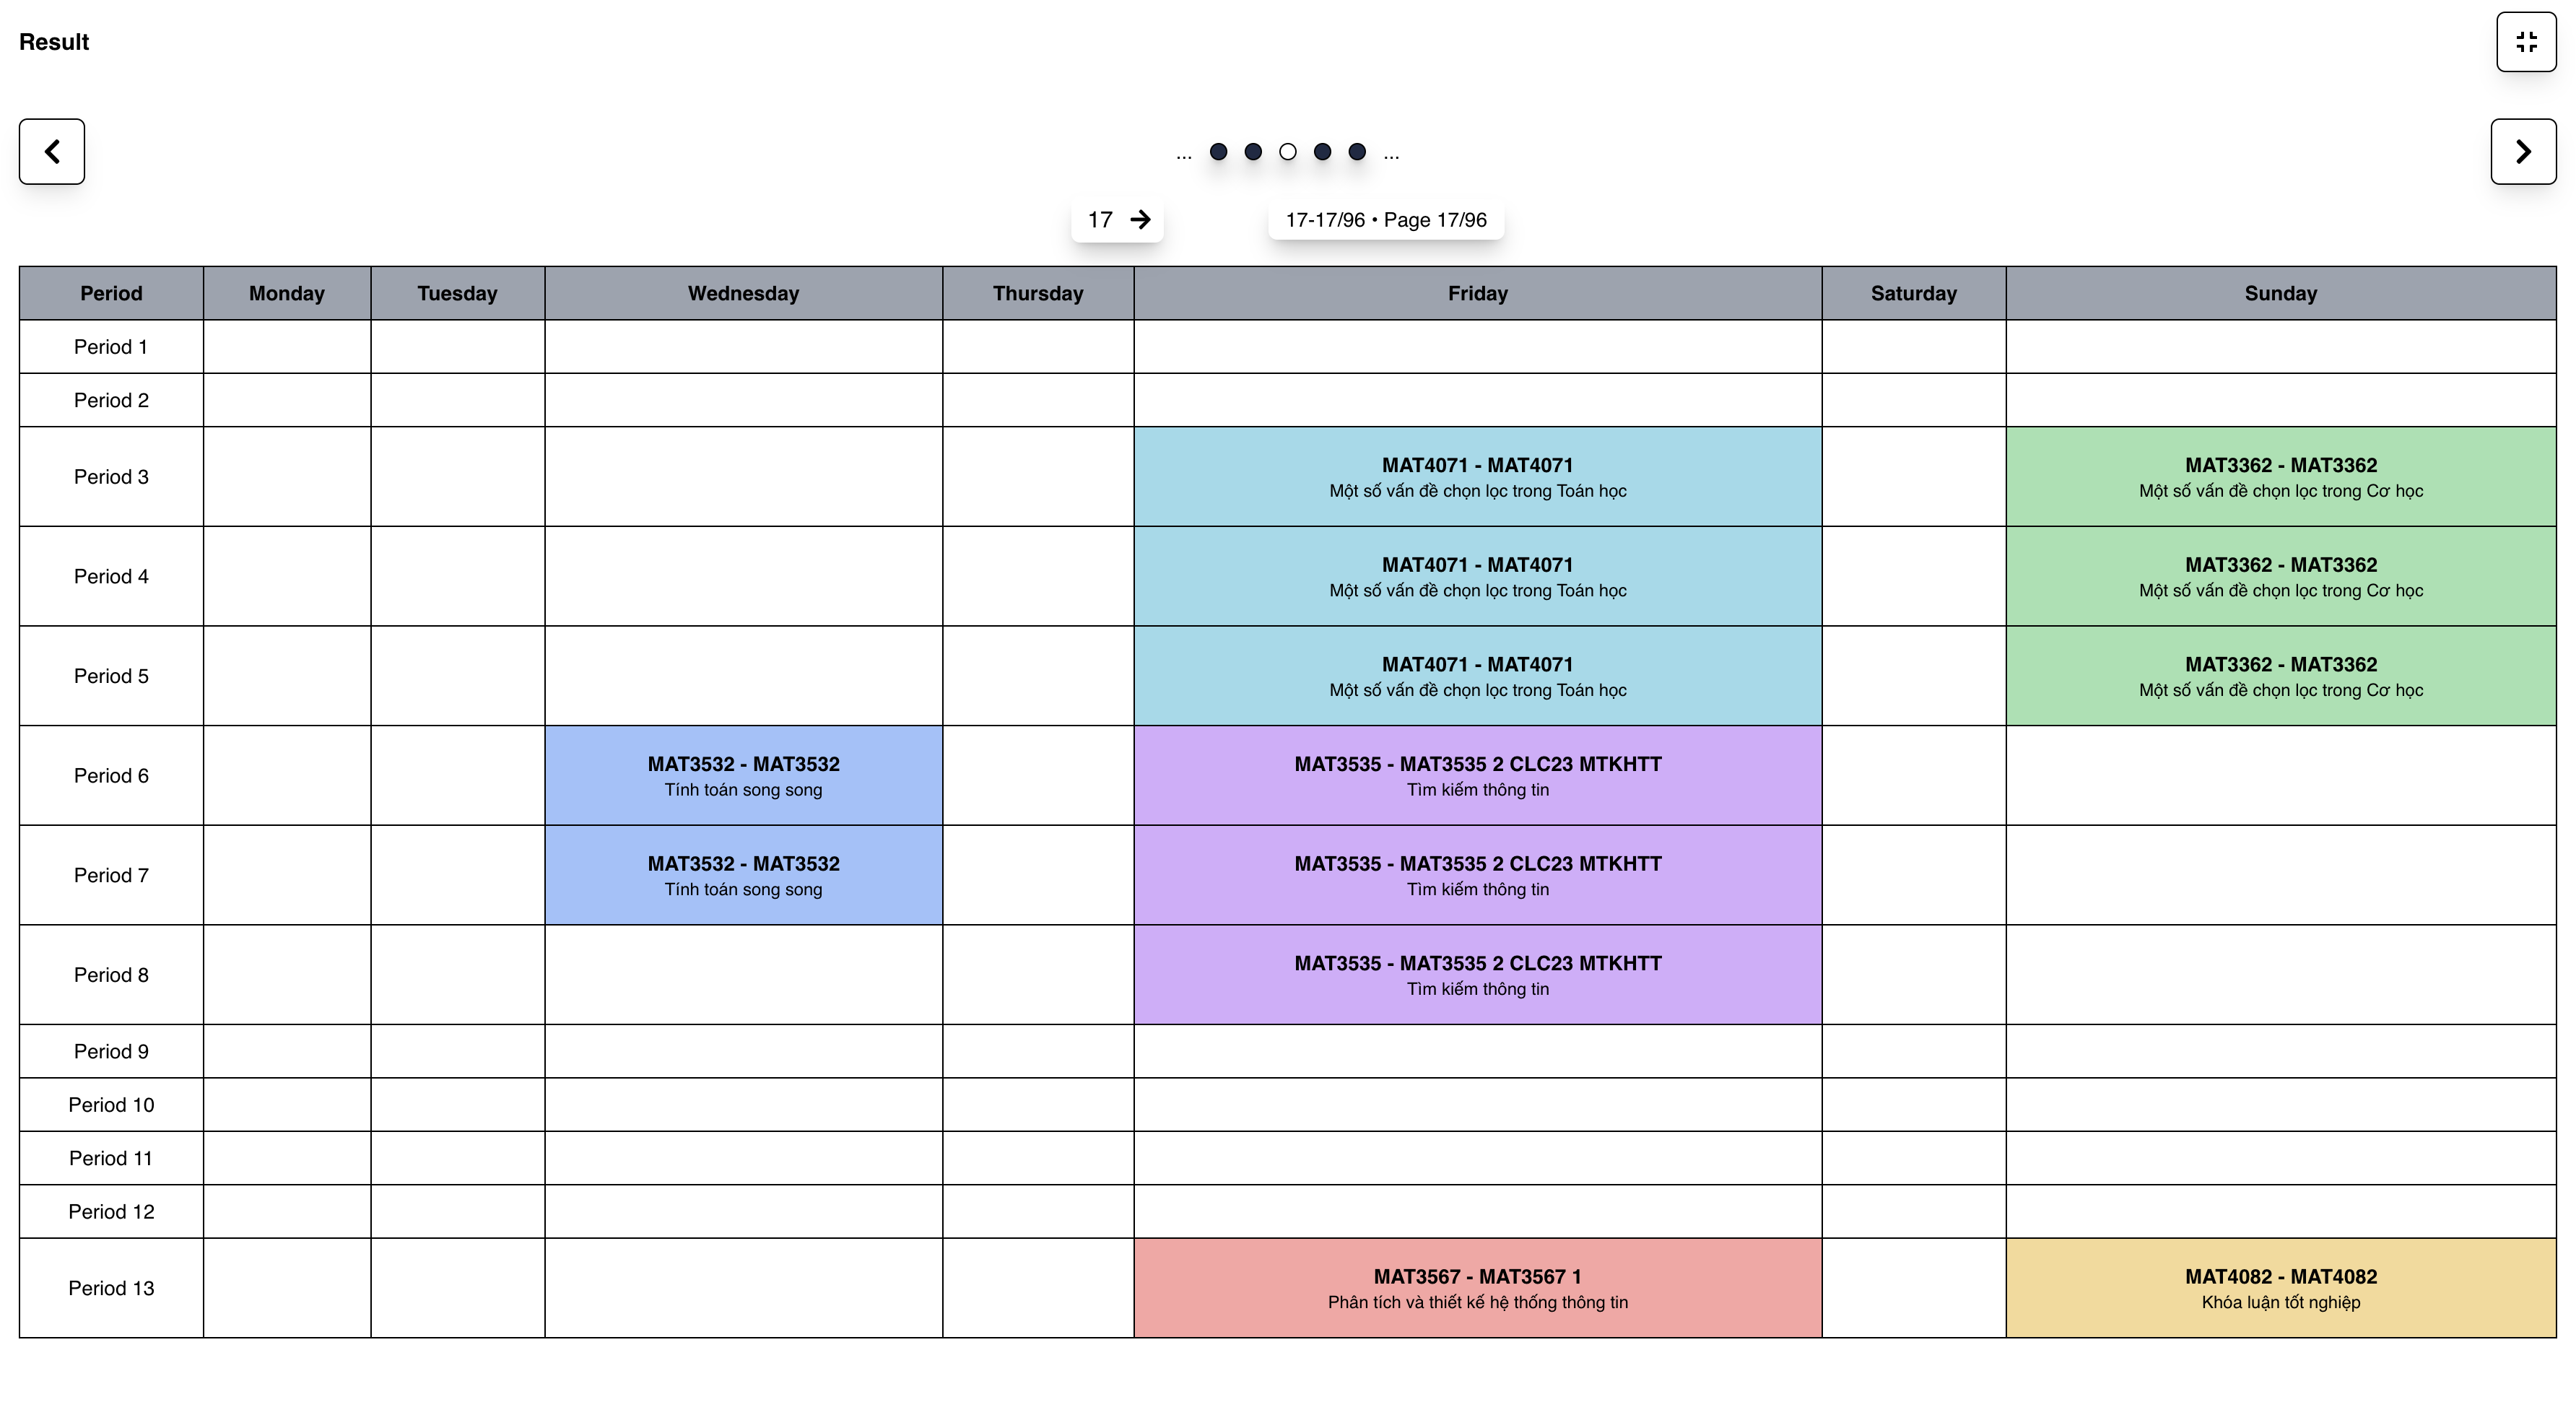 Result
...
...
17
17-17/96 • Page 17/96
Period Monday Tuesday Wednesday Thursday Friday Saturday Sunday
Period 1
Period 2
Period 3
MAT4071 - MAT4071
Một số vấn đề chọn lọc trong Toán học
MAT3362 - MAT3362
Một số vấn đề chọn lọc trong Cơ học
Period 4
MAT4071 - MAT4071
Một số vấn đề chọn lọc trong Toán học
MAT3362 - MAT3362
Một số vấn đề chọn lọc trong Cơ học
Period 5
MAT4071 - MAT4071
Một số vấn đề chọn lọc trong Toán học
MAT3362 - MAT3362
Một số vấn đề chọn lọc trong Cơ học
Period 6
MAT3532 - MAT3532
Tính toán song song
MAT3535 - MAT3535 2 CLC23 MTKHTT
Tìm kiếm thông tin
Period 7
MAT3532 - MAT3532
Tính toán song song
MAT3535 - MAT3535 2 CLC23 MTKHTT
Tìm kiếm thông tin
Period 8
MAT3535 - MAT3535 2 CLC23 MTKHTT
Tìm kiếm thông tin
Period 9
Period 10
Period 11
Period 12
Period 13
MAT3567 - MAT3567 1
Phân tích và thiết kế hệ thống thông tin
MAT4082 - MAT4082
Khóa luận tốt nghiệp